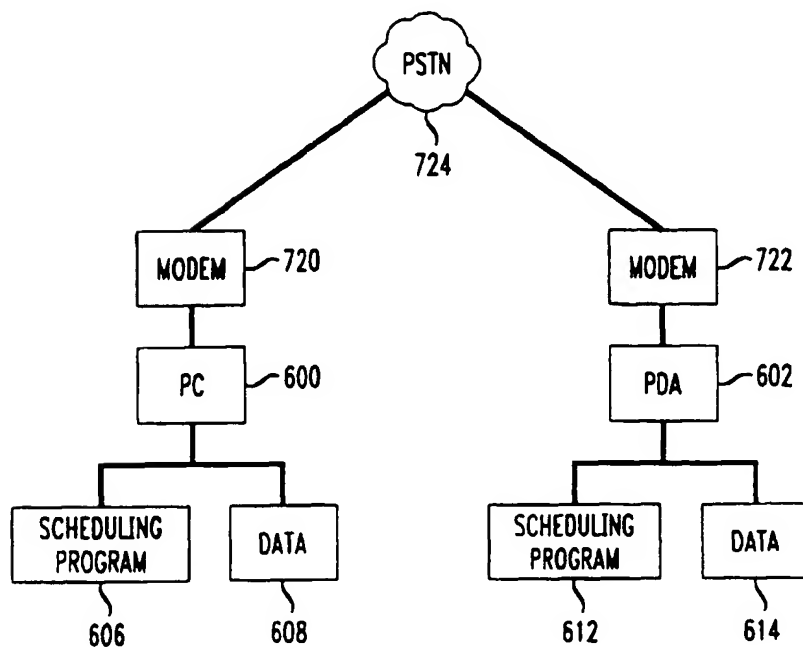 PSTN
724
MODEM
720
MODEM
722
PC
600
PDA
602
SCHEDULING
PROGRAM
DATA
SCHEDULING
PROGRAM
DATA
606
608
612
614